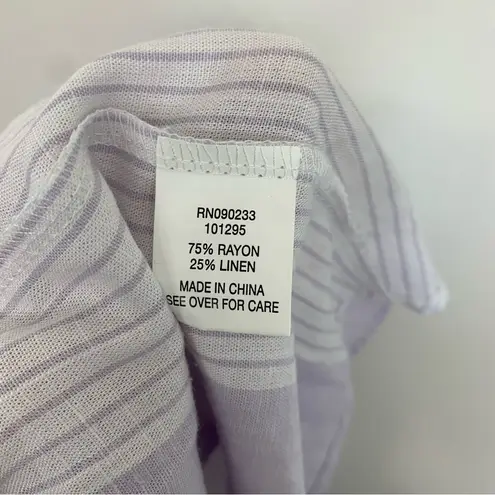 RN090233
101295
75% RAYON
25% LINEN
MADE IN CHINA
SEE OVER FOR CARE